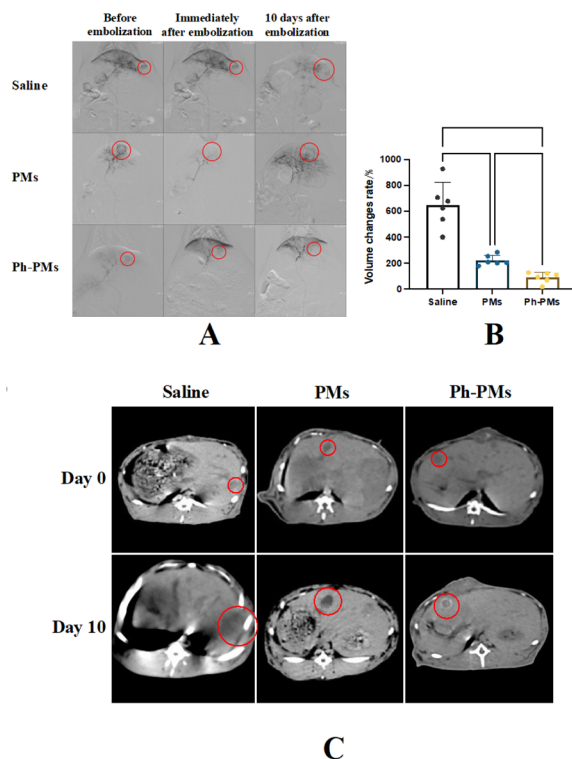 Before embolization
Immediately after embolization
10 days after embolization
Saline
PMs
Ph-PMs
A
Volume changes rate/%
1000
800
600
400
200
0
Saline
PMs
Ph-PMs
B
Saline
PMs
Ph-PMs
Day 0
Day 10
C